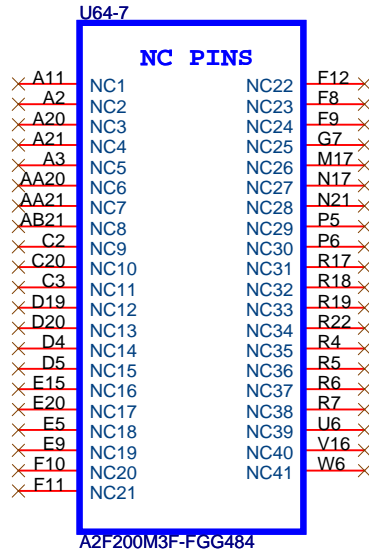 U64-7
NC PINS
A11 NC1 NC22 F12
A2 NC2 NC23 F8
A20 NC3 NC24 F9
A21 NC4 NC25 G7
A3 NC5 NC26 M17
AA20 NC6 NC27 N17
AA21 NC7 NC28 N21
AB21 NC8 NC29 P5
C2 NC9 NC30 P6
C20 NC10 NC31 R17
C3 NC11 NC32 R18
D19 NC12 NC33 R19
D20 NC13 NC34 R22
D4 NC14 NC35 R4
D5 NC15 NC36 R5
E15 NC16 NC37 R6
E20 NC17 NC38 R7
E5 NC18 NC39 U6
E9 NC19 NC40 V16
F10 NC20 NC41 W6
F11 NC21
A2F200M3F-FGG484